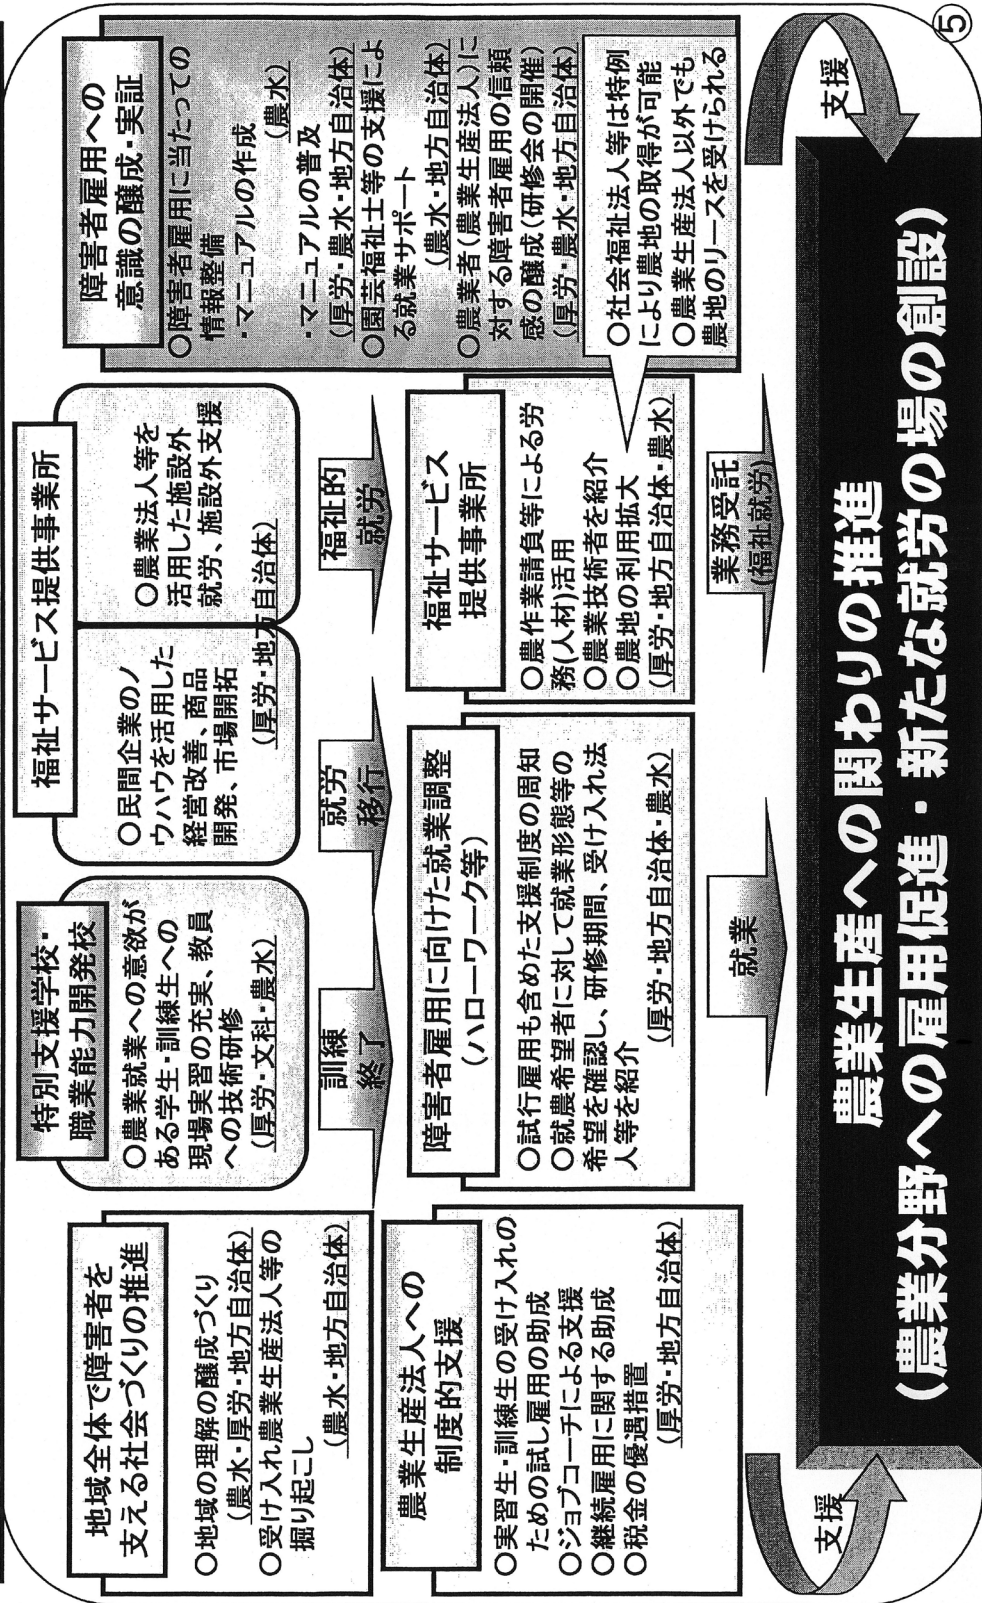 地域全体で障害者を
支える社会づくりの推進
○地域の理解の醸成づくり
(農水・厚労・地方自治体)
○受け入れ農業生産法人等の
掘り起こし
(農水・地方自治体)
特別支援学校・
職業能力開発校
○農業就業への意欲が
ある学生・訓練生への
現場実習の充実、教員
への技術研修
(厚労・文科・農水)
福祉サービス提供事業所
○民間企業のノ
ウハウを活用した
経営改善、商品
開発、市場開拓
○農業法人等を
活用した施設外
就労、施設外支援
(厚労・地方自治体)
障害者雇用への
意識の醸成・実証
○障害者雇用に当たっての
情報整備
・マニュアルの作成
(農水)
・マニュアルの普及
(厚労・農水・地方自治体)
○園芸福祉士等の支援によ
る就業サポート
(農水・地方自治体)
○農業者(農業生産法人)に
対する障害者雇用の信頼
感の醸成(研修会の開催)
(厚労・農水・地方自治体)
訓練
終了
就労
移行
福祉的
就労
農業生産法人への
制度的支援
○実習生・訓練生の受け入れの
ための試し雇用の助成
○ジョブコーチによる支援
○継続雇用に関する助成
○税金の優遇措置
(厚労・地方自治体)
障害者雇用に向けた就業調整
(ハローワーク等)
○試行雇用も含めた支援制度の周知
○就農希望者に対して就業形態等の
希望を確認し、研修期間、受け入れ法
人等を紹介
(厚労・地方自治体・農水)
福祉サービス
提供事業所
○農作業請負等による労
務(人材)活用
○農業技術者を紹介
○農地の利用拡大
(厚労・地方自治体・農水)
○社会福祉法人等は特例
により農地の取得が可能
○農業生産法人以外でも
農地のリースを受けられる
支援
就業
業務受託
(福祉就労)
支援
農業生産への関わりの推進
(農業分野への雇用促進・新たな就労の場の創設)
⑤